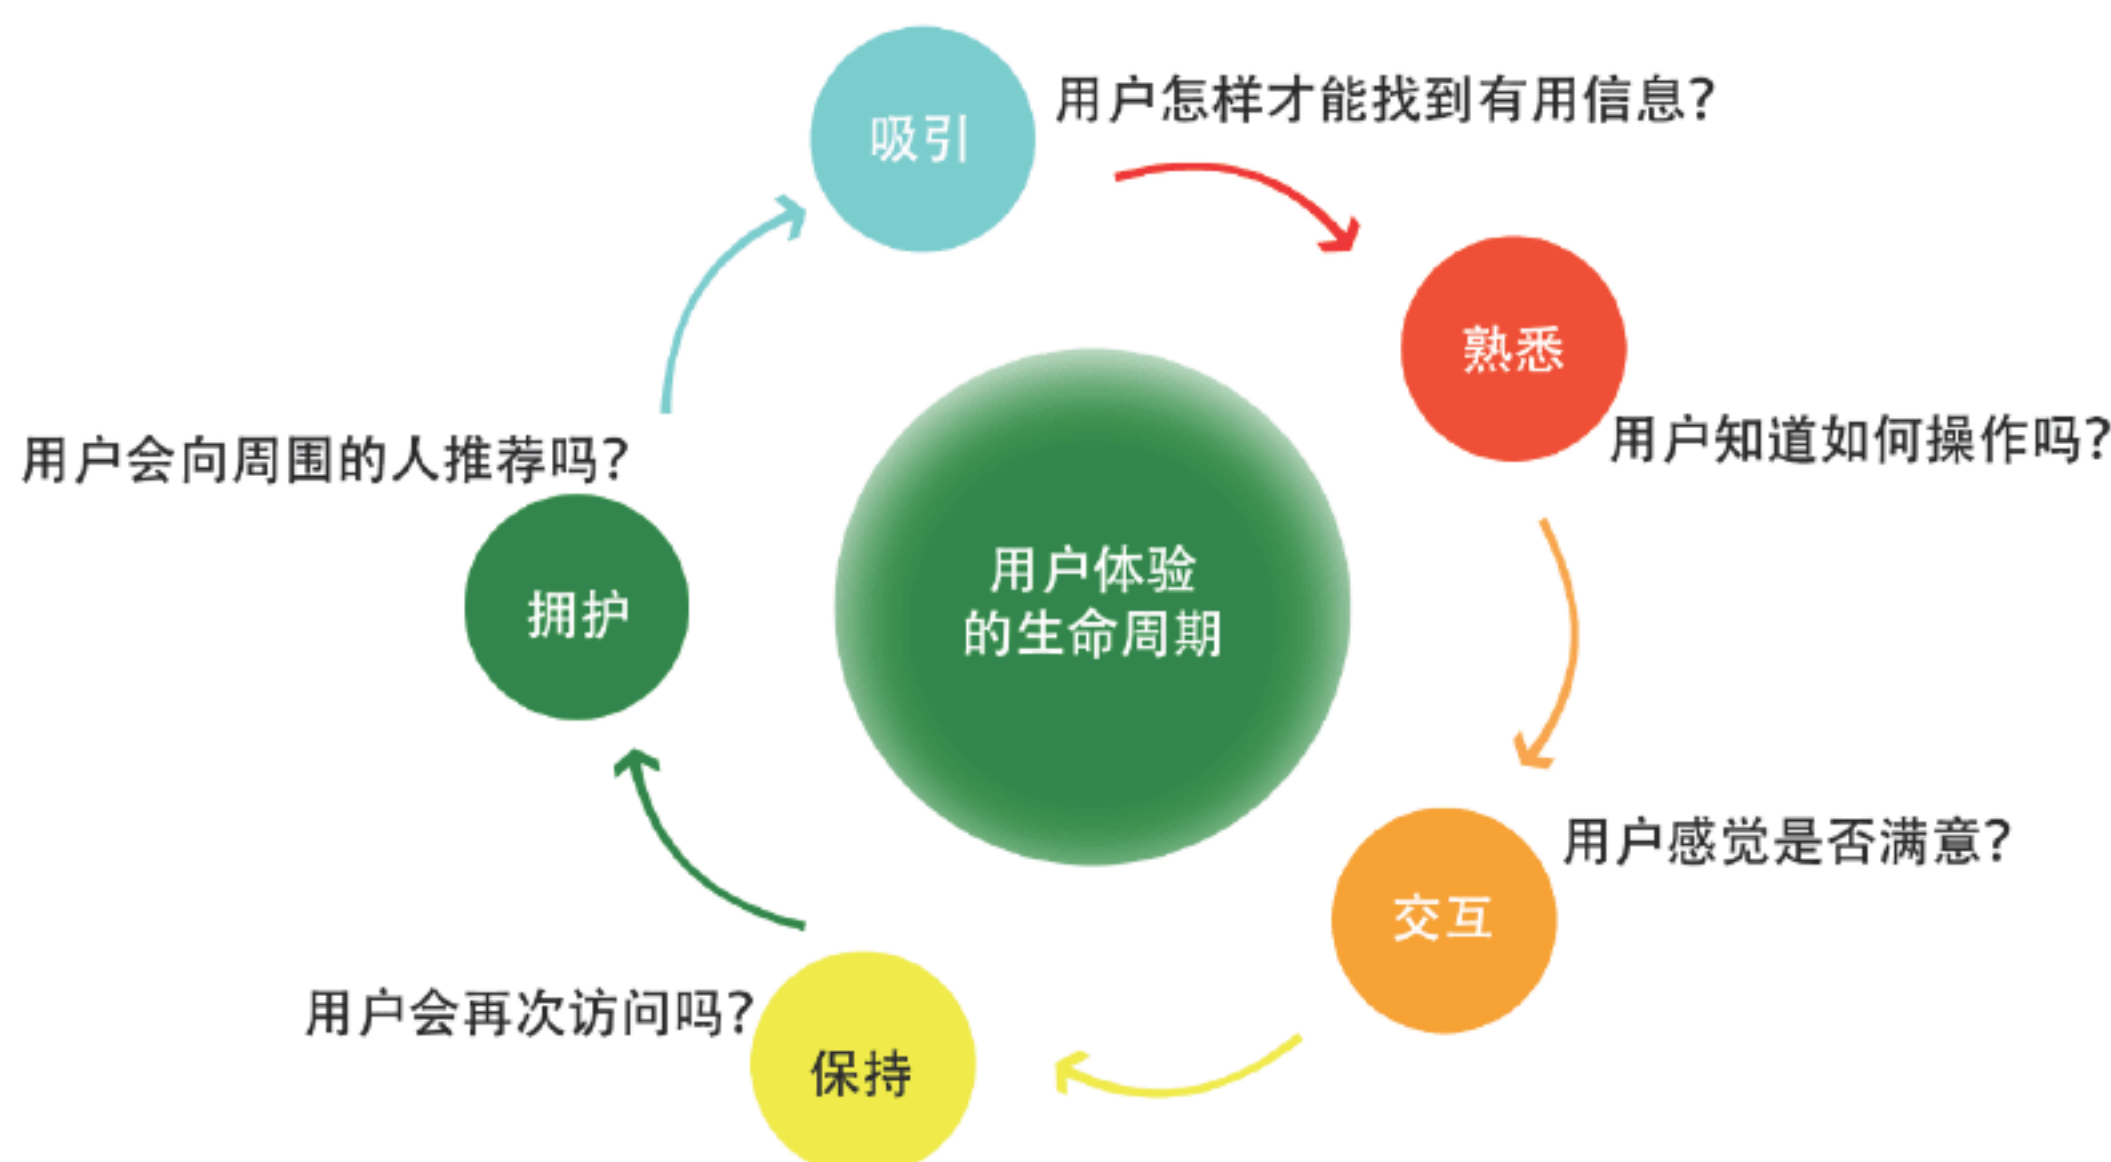 吸引
用户怎样才能找到有用信息?
熟悉
用户知道如何操作吗?
用户会向周围的人推荐吗?
拥护
用户体验
的生命周期
用户感觉是否满意?
交互
用户会再次访问吗?
保持